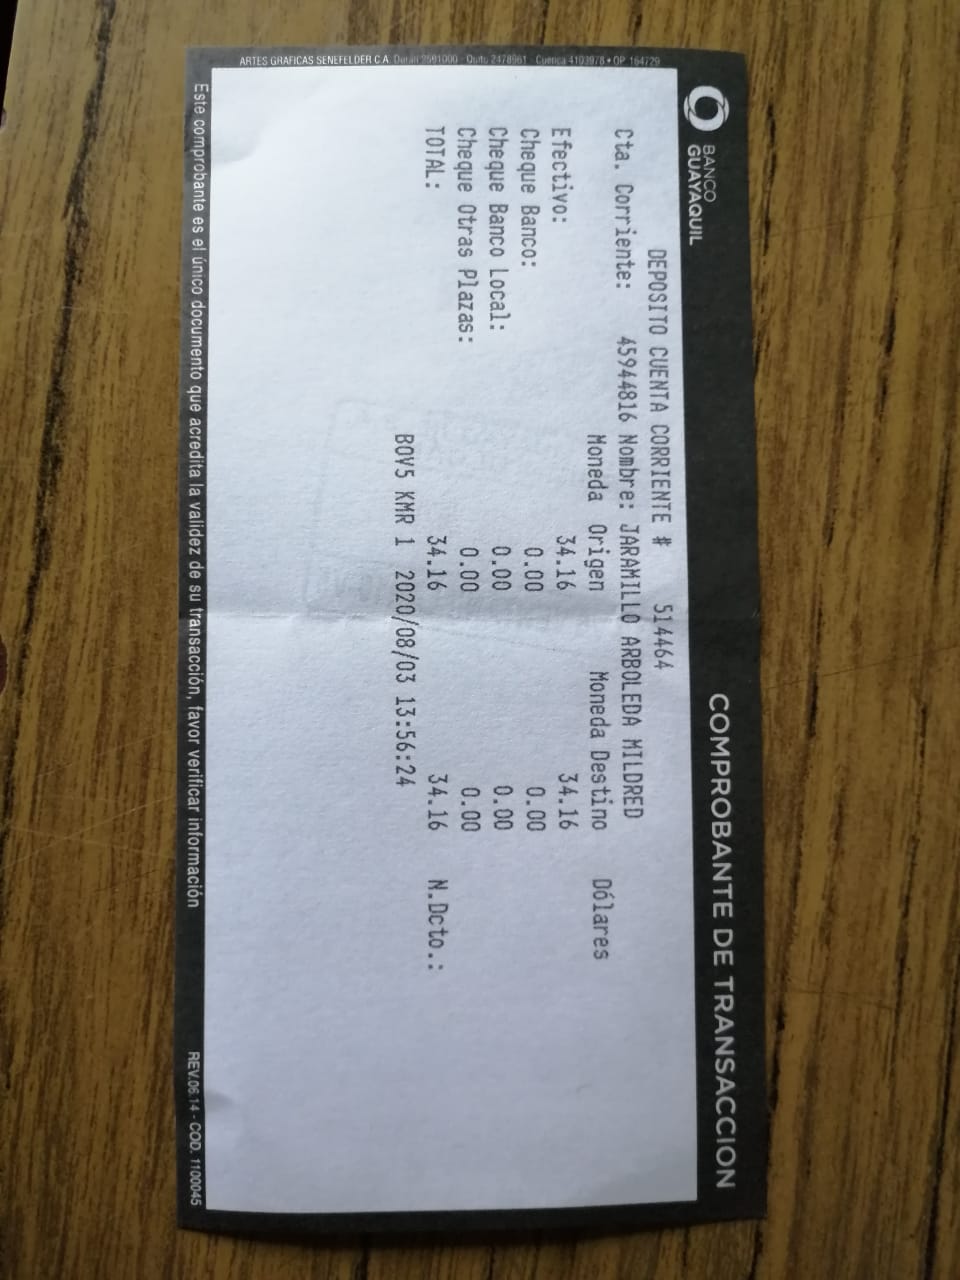 BANCO
GUAYAQUIL
COMPROBANTE DE TRANSACCION
DEPOSITO CUENTA CORRIENTE # 514464
Cta. Corriente: 45944816 Nombre: JARAMILLO ARBOLEDA MILDRED
Moneda Origen Moneda Destino Dólares
Efectivo: 34.16 34.16
Cheque Banco: 0.00 0.00
Cheque Banco Local: 0.00 0.00
Cheque Otras Plazas: 0.00 0.00
TOTAL: 34.16 34.16 N.Dcto.:
BOV5 KMR 1 2020/08/03 13:56:24
ARTES GRAFICAS SENEFELDER C.A. Quito 2478961 - Cuenca 4103978 • OP. 164729
Este comprobante es el único documento que acredita la validez de su transacción, favor verificar información
REV.06.14 - COD. 1100045